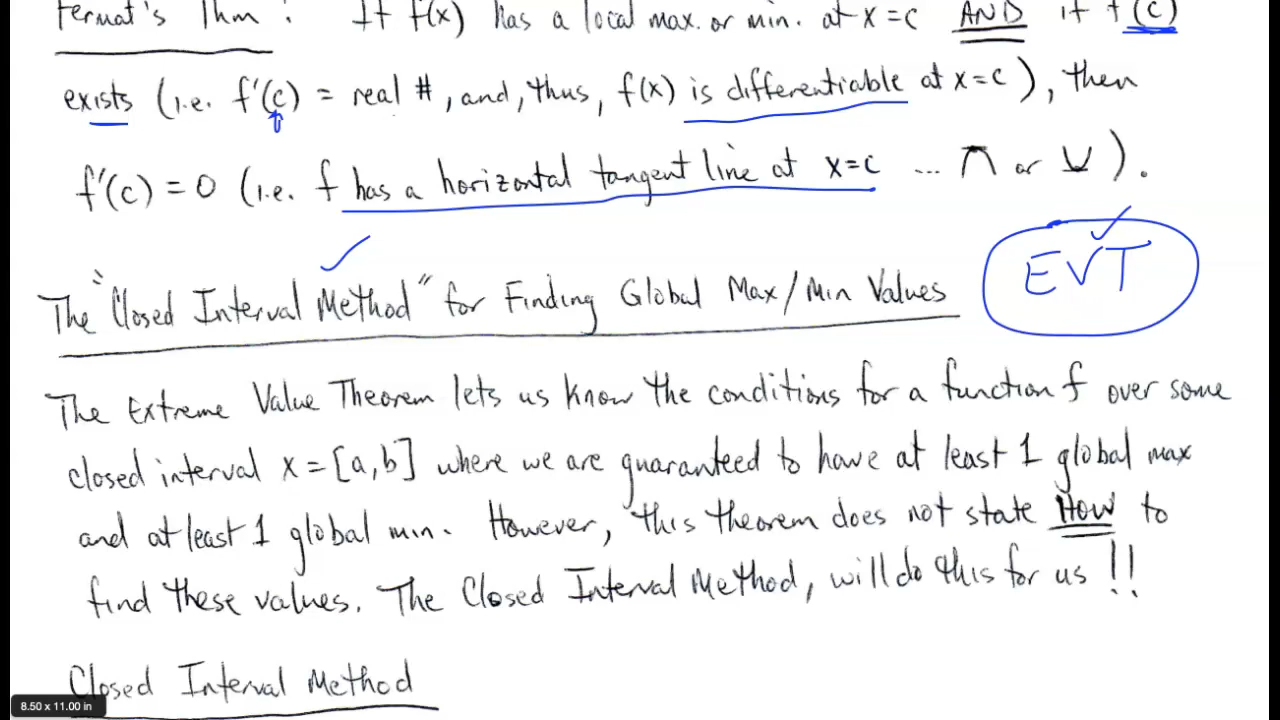 Fermat's Thm: If f(x) has a local max. or min. at x=c AND if f'(c)
exists (i.e. f'(c) = real #, and, thus, f(x) is differentiable at x=c), then
f'(c) = 0 (i.e. f has a horizontal tangent line at x=c ... ∩ or ∪).
EVT
The "Closed Interval Method" for Finding Global Max/Min Values
The Extreme Value Theorem lets us know the conditions for a function f over some
closed interval x = [a,b] where we are guaranteed to have at least 1 global max
and at least 1 global min. However, this theorem does not state HOW to
find these values. The Closed Interval Method, will do this for us!!
Closed Interval Method
8.50 x 11.00 in